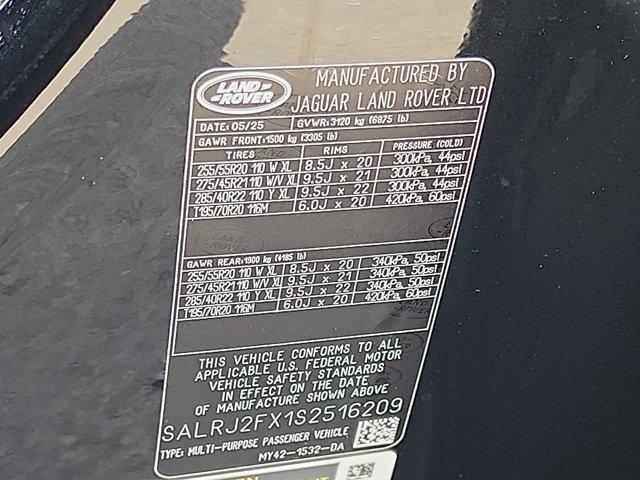 LAND
ROVER
MANUFACTURED BY
JAGUAR LAND ROVER LTD
DATE: 05/25 GVWR:3120 kg (6875 lb)
GAWR FRONT:1500 kg (3305 lb)
TIRES RIMS PRESSURE (COLD)
255/55R20 110 W XL 8.5J x 20 300kPa, 44psi
275/45R21 110 W/V XL 9.5J x 21 300kPa, 44psi
285/40R22 110 Y XL 9.5J x 22 300kPa, 44psi
T195/70R20 116M 6.0J x 20 420kPa, 60psi
GAWR REAR:1900 kg (4185 lb)
255/55R20 110 W XL 8.5J x 20 340kPa, 50psi
275/45R21 110 W/V XL 9.5J x 21 340kPa, 50psi
285/40R22 110 Y XL 9.5J x 22 340kPa, 50psi
T195/70R20 116M 6.0J x 20 420kPa, 60psi
THIS VEHICLE CONFORMS TO ALL
APPLICABLE U.S. FEDERAL MOTOR
VEHICLE SAFETY STANDARDS
IN EFFECT ON THE DATE
OF MANUFACTURE SHOWN ABOVE
SALRJ2FX1S2516209
TYPE: MULTI-PURPOSE PASSENGER VEHICLE
MY42-1532-DA